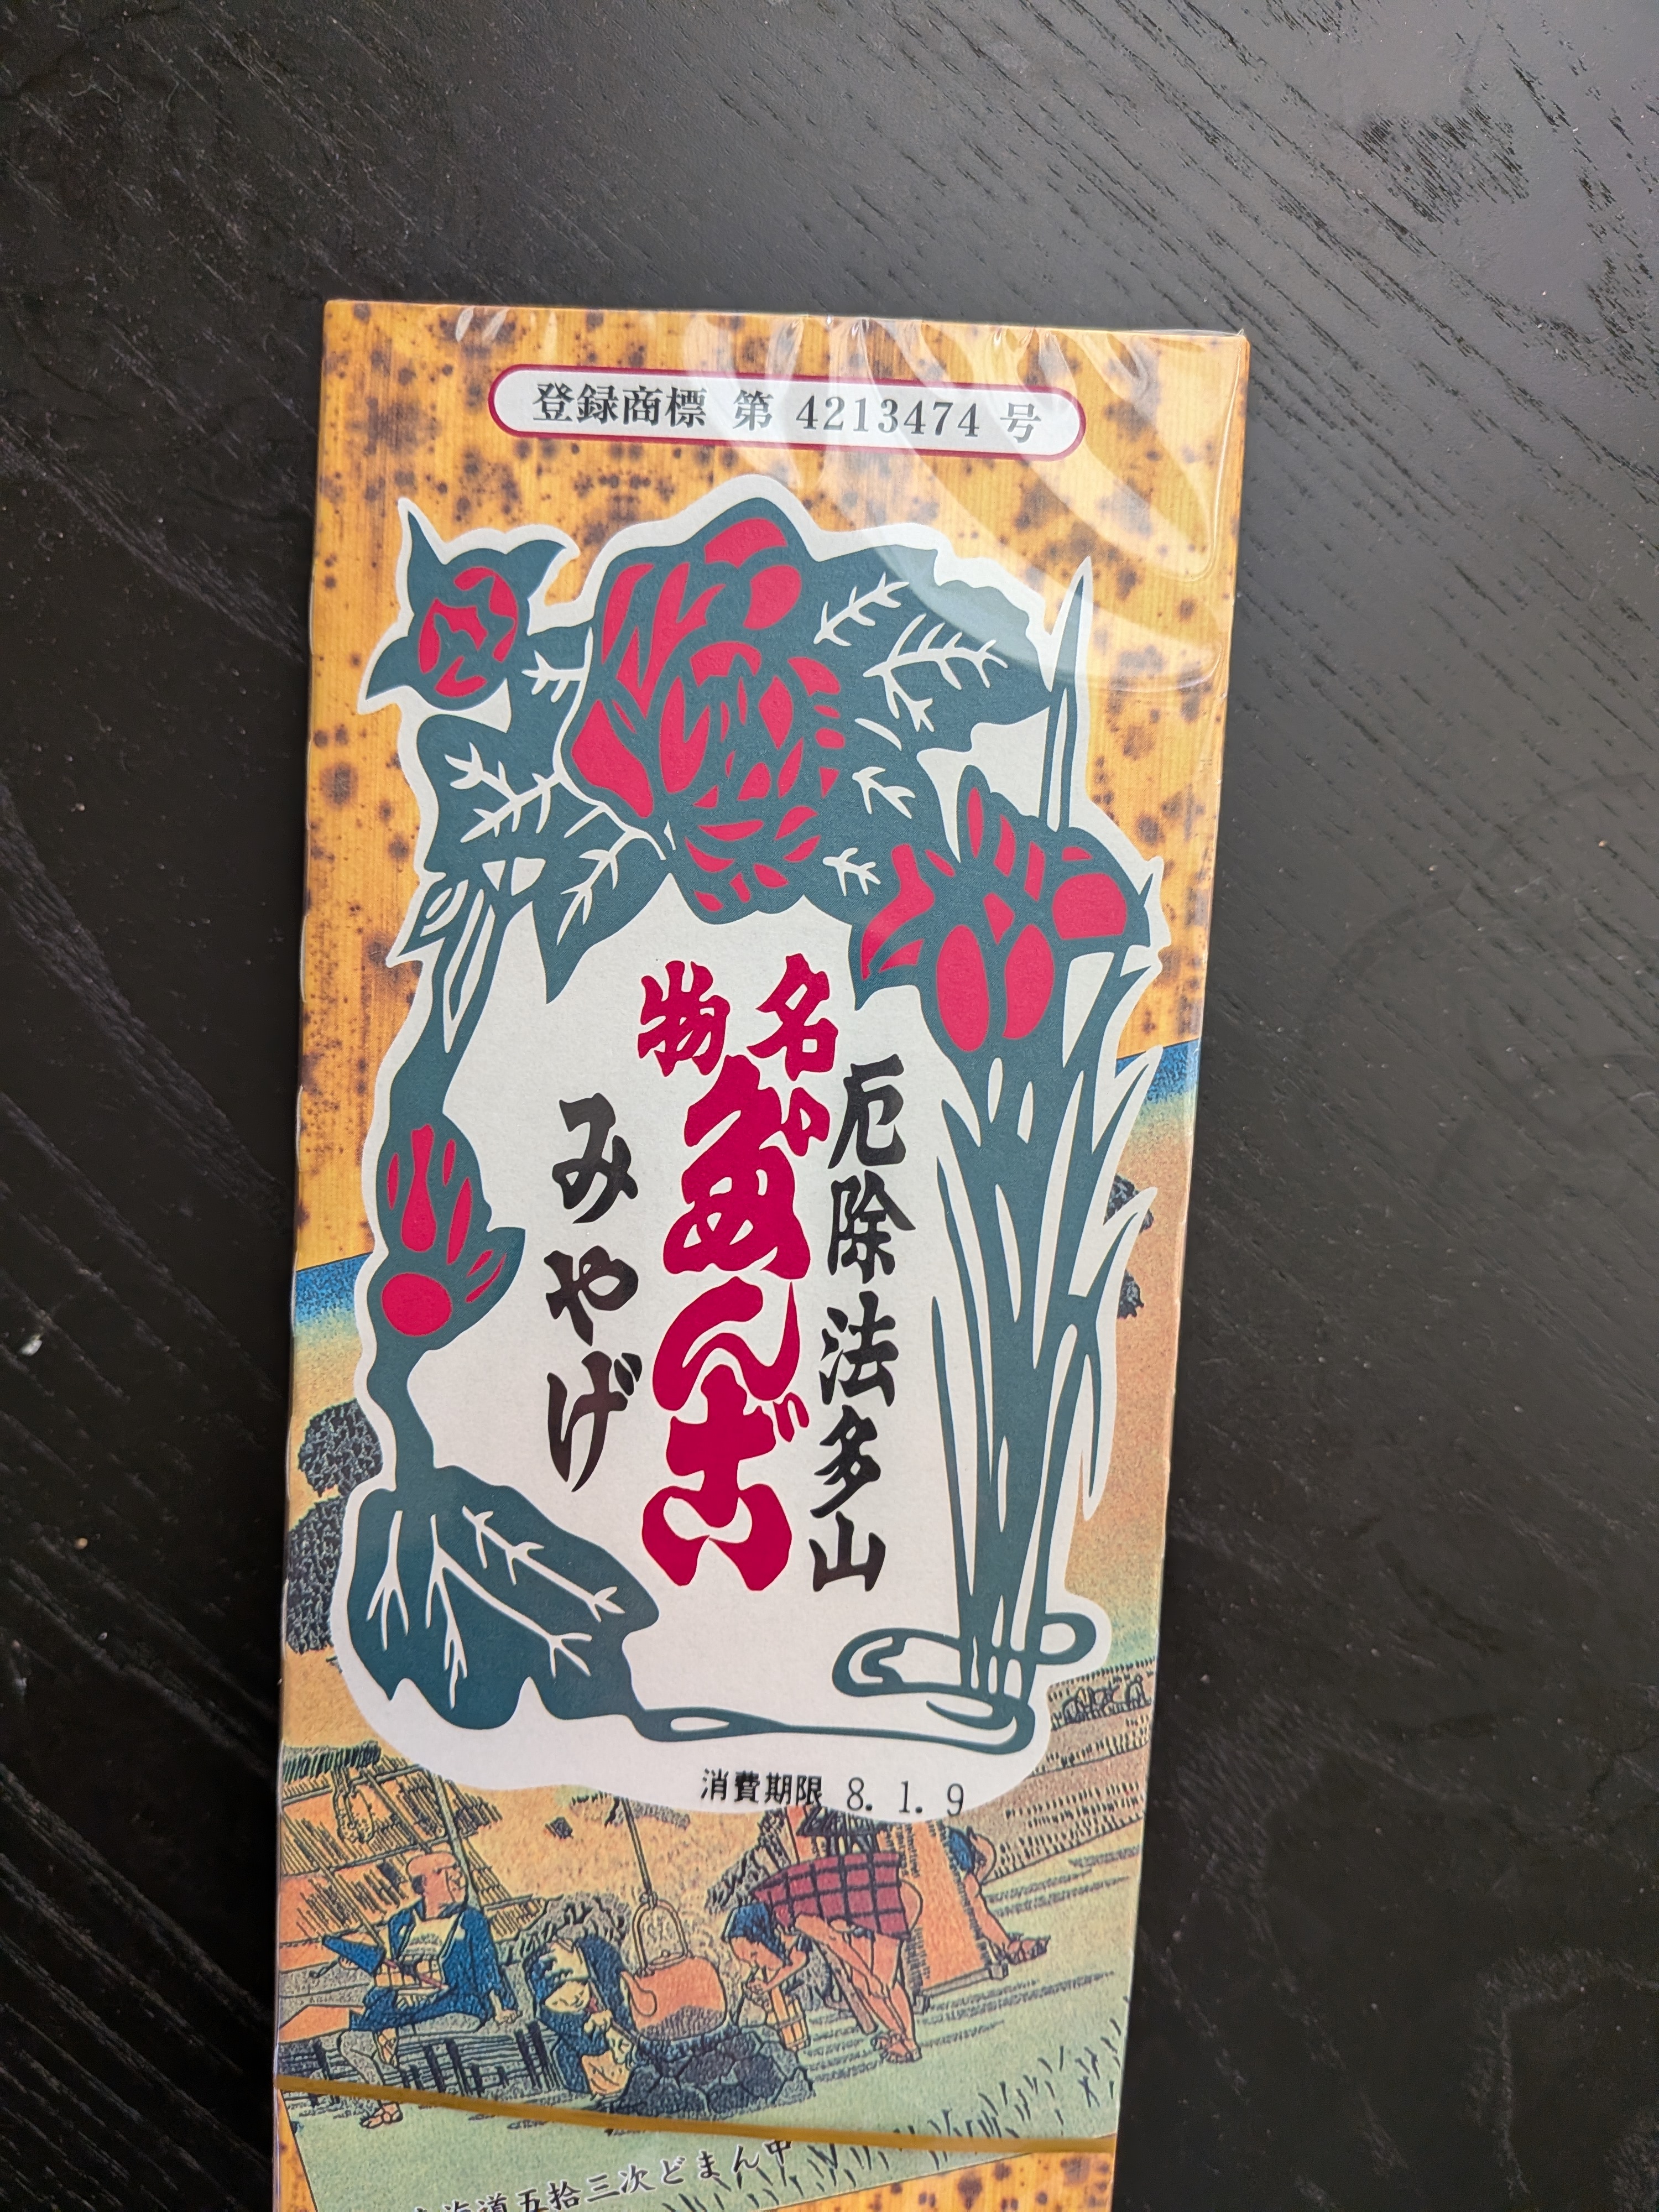 登録商標 第 4213474 号
厄除法多山
名物
だんご
みやげ
消費期限 8. 1. 9
海道五拾三次どまん中